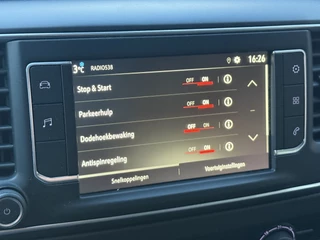 3°C RADIO538 16:26
Stop & Start OFF ON
Parkeerhulp OFF ON
Dodehoekbewaking OFF ON
Antispinregeling OFF ON
Snelkoppelingen Voertuiginstellingen